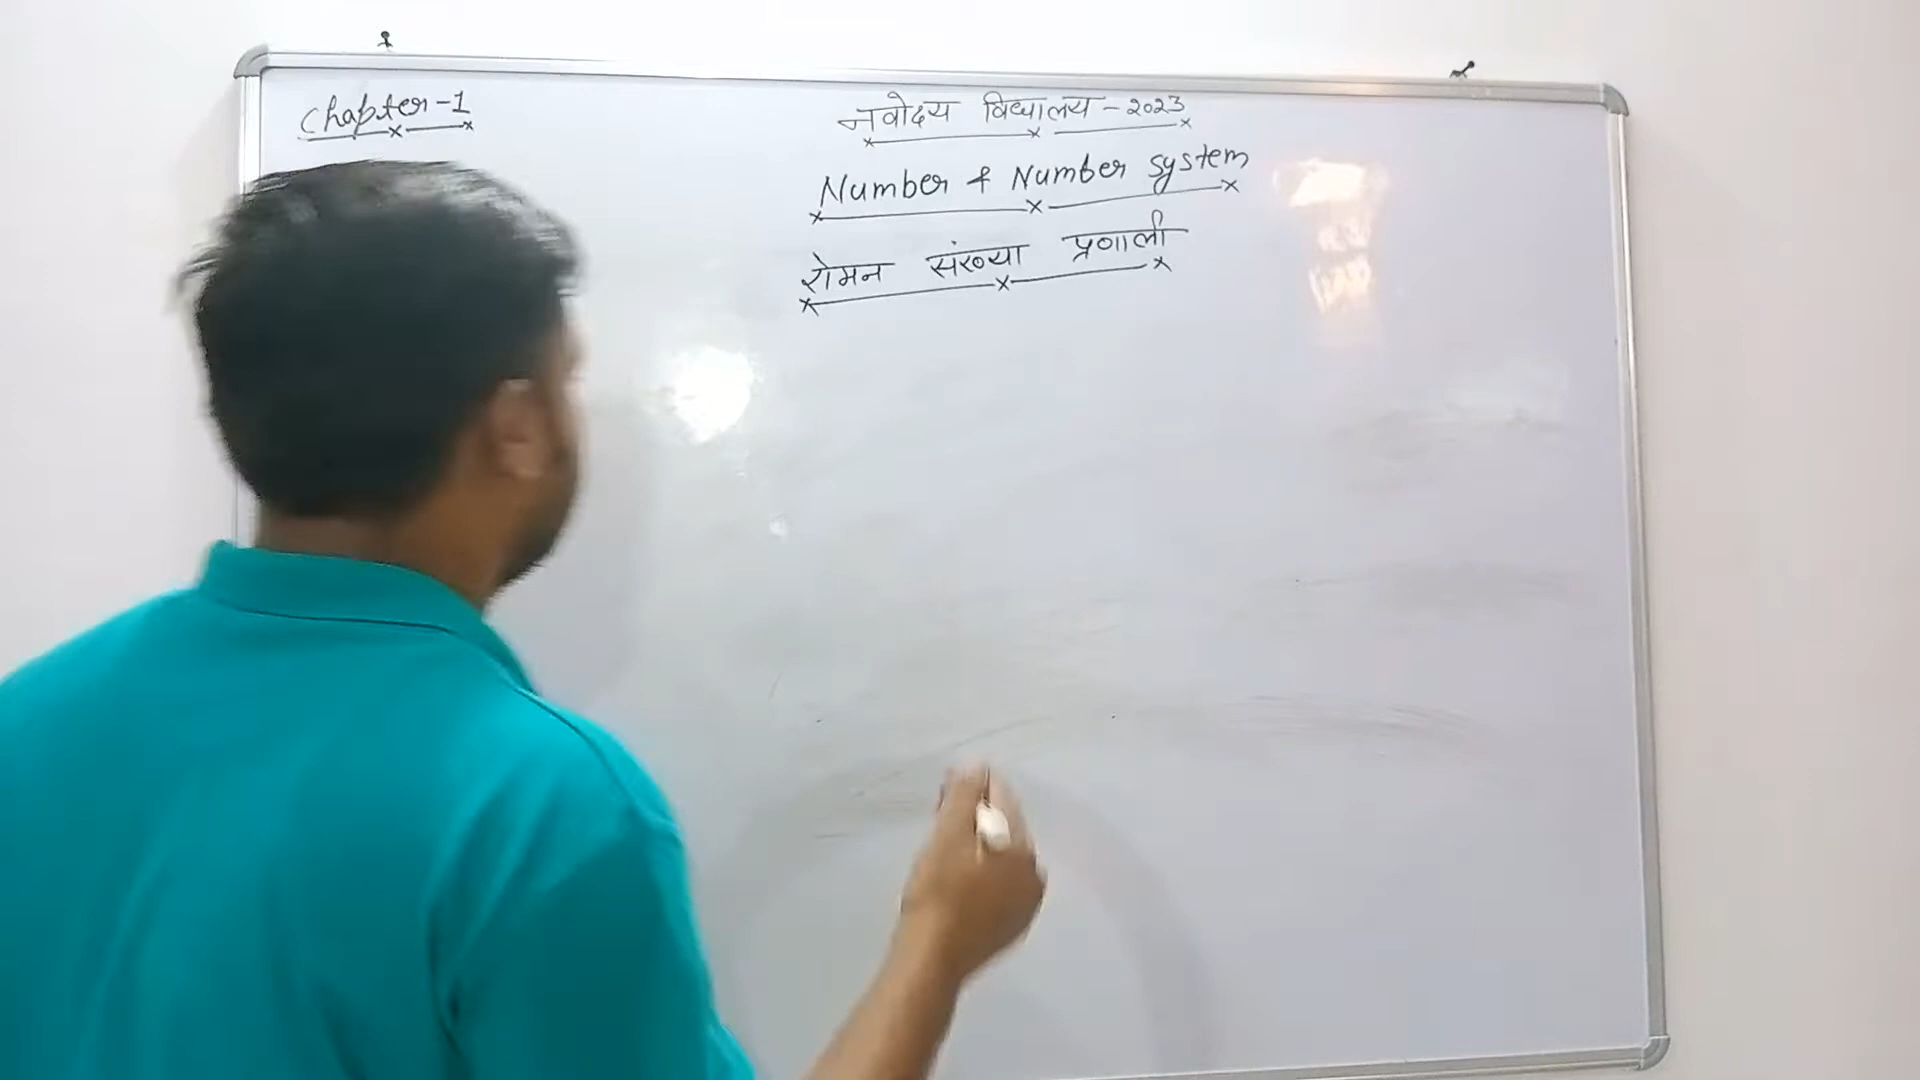 Chapter-1
नवोदय विद्यालय - 2023
Number & Number system
रोमन संख्या प्रणाली